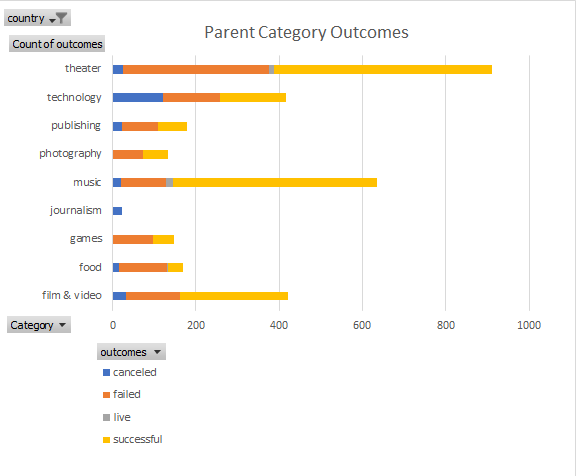 country
Count of outcomes
Parent Category Outcomes
theater
technology
publishing
photography
music
journalism
games
food
film & video
Category
0 200 400 600 800 1000
outcomes
canceled
failed
live
successful